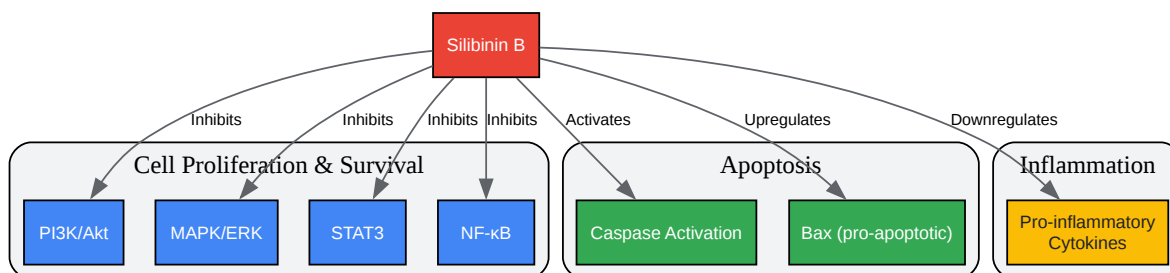 Silibinin B
Inhibits
Inhibits
Inhibits
Inhibits
Activates
Upregulates
Downregulates
Cell Proliferation & Survival
Apoptosis
Inflammation
PI3K/Akt
MAPK/ERK
STAT3
NF-κB
Caspase Activation
Bax (pro-apoptotic)
Pro-inflammatory
Cytokines